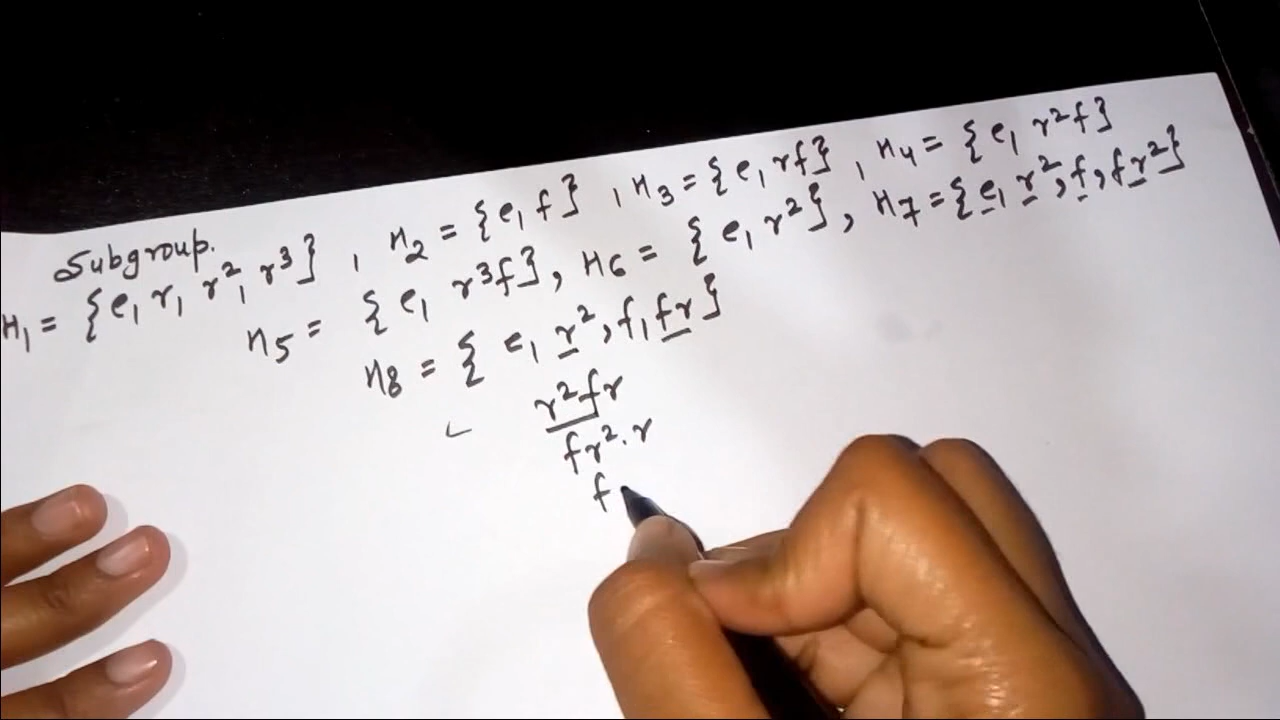 Subgroup.
H₁ = {e, r, r², r³} , H₂ = {e, f} , H₃ = {e, rf} , H₄ = {e, r²f}
H₅ = {e, r³f}, H₆ = {e, r²}, H₇ = {e, r², f, fr²}
H₈ = {e, r², f, fr}
r²fr
fr².r
f